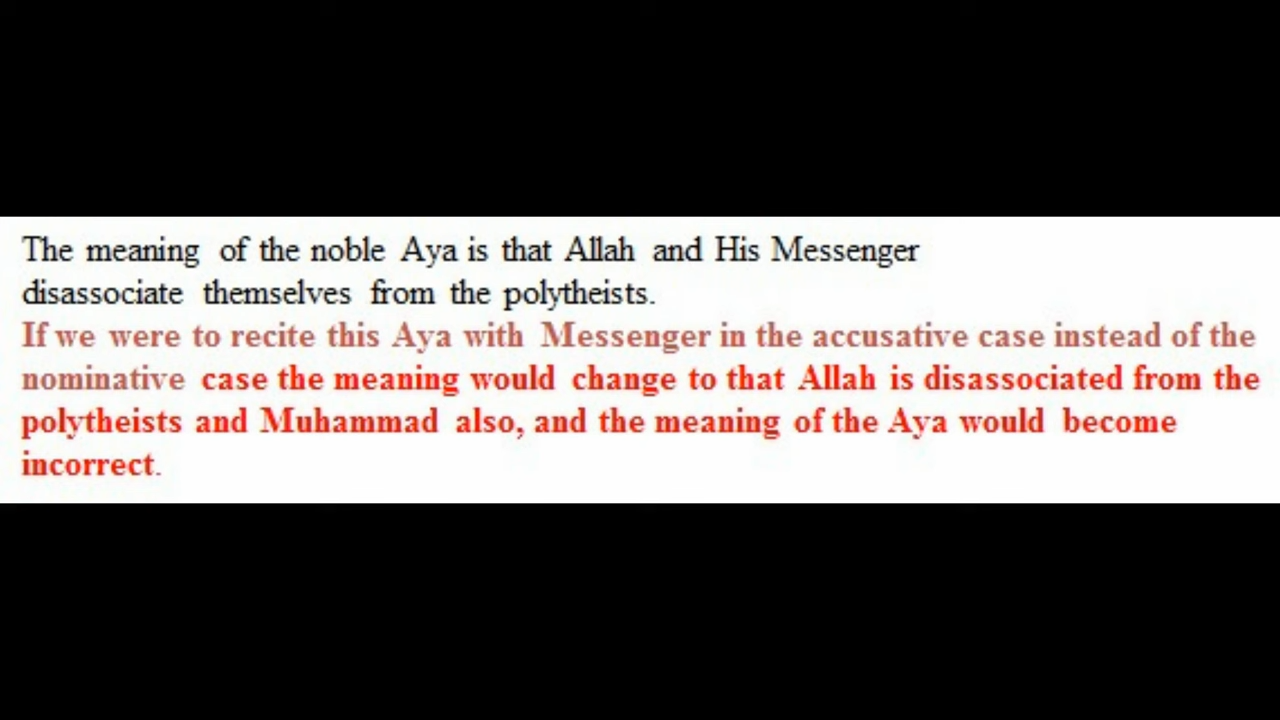 The meaning of the noble Aya is that Allah and His Messenger
disassociate themselves from the polytheists.
If we were to recite this Aya with Messenger in the accusative case instead of the
nominative case the meaning would change to that Allah is disassociated from the
polytheists and Muhammad also, and the meaning of the Aya would become
incorrect.